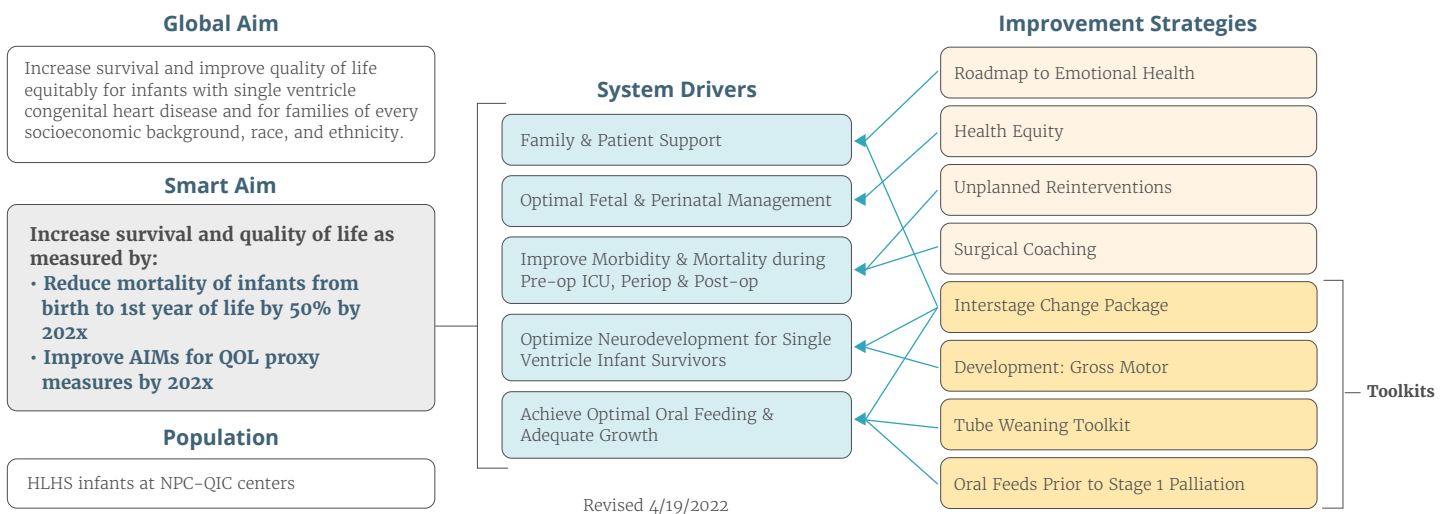 Global Aim
Increase survival and improve quality of life
equitably for infants with single ventricle
congenital heart disease and for families of every
socioeconomic background, race, and ethnicity.
Smart Aim
Increase survival and quality of life as
measured by:
• Reduce mortality of infants from
birth to 1st year of life by 50% by
202x
• Improve AIMs for QOL proxy
measures by 202x
Population
HLHS infants at NPC-QIC centers
System Drivers
Family & Patient Support
Optimal Fetal & Perinatal Management
Improve Morbidity & Mortality during
Pre-op ICU, Periop & Post-op
Optimize Neurodevelopment for Single
Ventricle Infant Survivors
Achieve Optimal Oral Feeding &
Adequate Growth
Revised 4/19/2022
Improvement Strategies
Roadmap to Emotional Health
Health Equity
Unplanned Reinterventions
Surgical Coaching
Interstage Change Package
Development: Gross Motor
Tube Weaning Toolkit
Oral Feeds Prior to Stage 1 Palliation
Toolkits